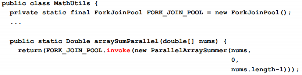 public class MathUtils {
private static final ForkJoinPool FORK_JOIN_POOL = new ForkJoinPool();
...
public static Double arraySumParallel(double[] nums) {
return(FORK_JOIN_POOL.invoke(new ParallelArraySummer(nums,
0,
nums.length-1)));